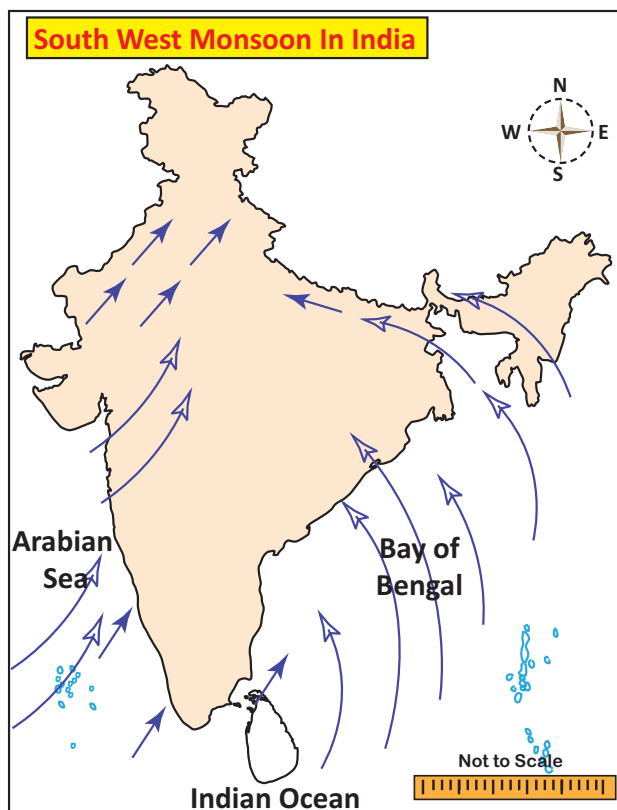 South West Monsoon In India
N
W
E
S
Arabian
Sea
Bay of
Bengal
Not to Scale
Indian Ocean